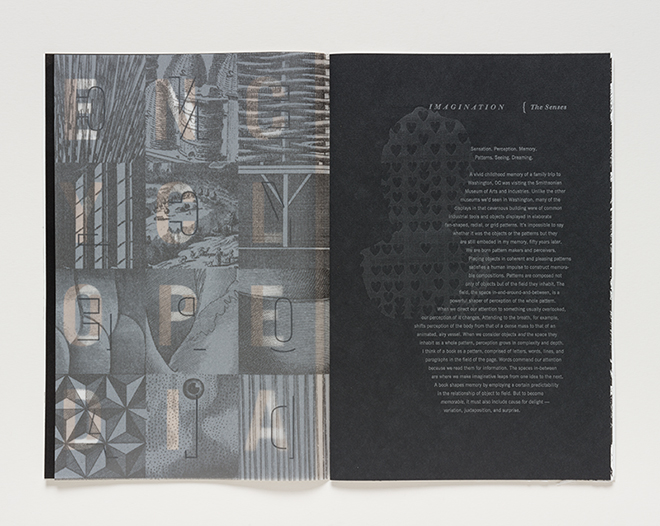 ENC
YCL
OPE
DIA
IMAGINATION { The Senses
Sensation. Perception. Memory.
Patterns. Seeing. Dreaming.
A vivid childhood memory of a family trip to
Washington, DC was visiting the Smithsonian
Museum of Arts and Industries. Unlike the other
museums we'd seen in Washington, many of the
displays in that cavernous building were of common
industrial tools and objects displayed in elaborate
fan-shaped, radial, or grid patterns. It's impossible to say
whether it was the objects or the patterns but they
are still embedded in my memory, fifty years later.
We are born pattern makers and perceivers.
Placing objects in coherent and pleasing patterns
satisfies a human impulse to construct memora-
ble compositions. Patterns are composed not
only of objects but of the field they inhabit. The
field, the space in-and-around-and-between, is a
powerful shaper of perception of the whole pattern.
When we direct our attention to something usually overlooked,
our perception of it changes. Attending to the breath, for example,
shifts perception of the body from that of a dense mass to that of an
animated, airy vessel. When we consider objects and the space they
inhabit as a whole pattern, perception grows in complexity and depth.
I think of a book as a pattern, comprised of letters, words, lines, and
paragraphs in the field of the page. Words command our attention
because we need them for information. The spaces in-between
are where we make imaginative leaps from one idea to the next.
A book shapes memory by employing a certain predictability
in the relationship of object to field. But to become
memorable, it must also include cause for delight —
variation, juxtaposition, and surprise.